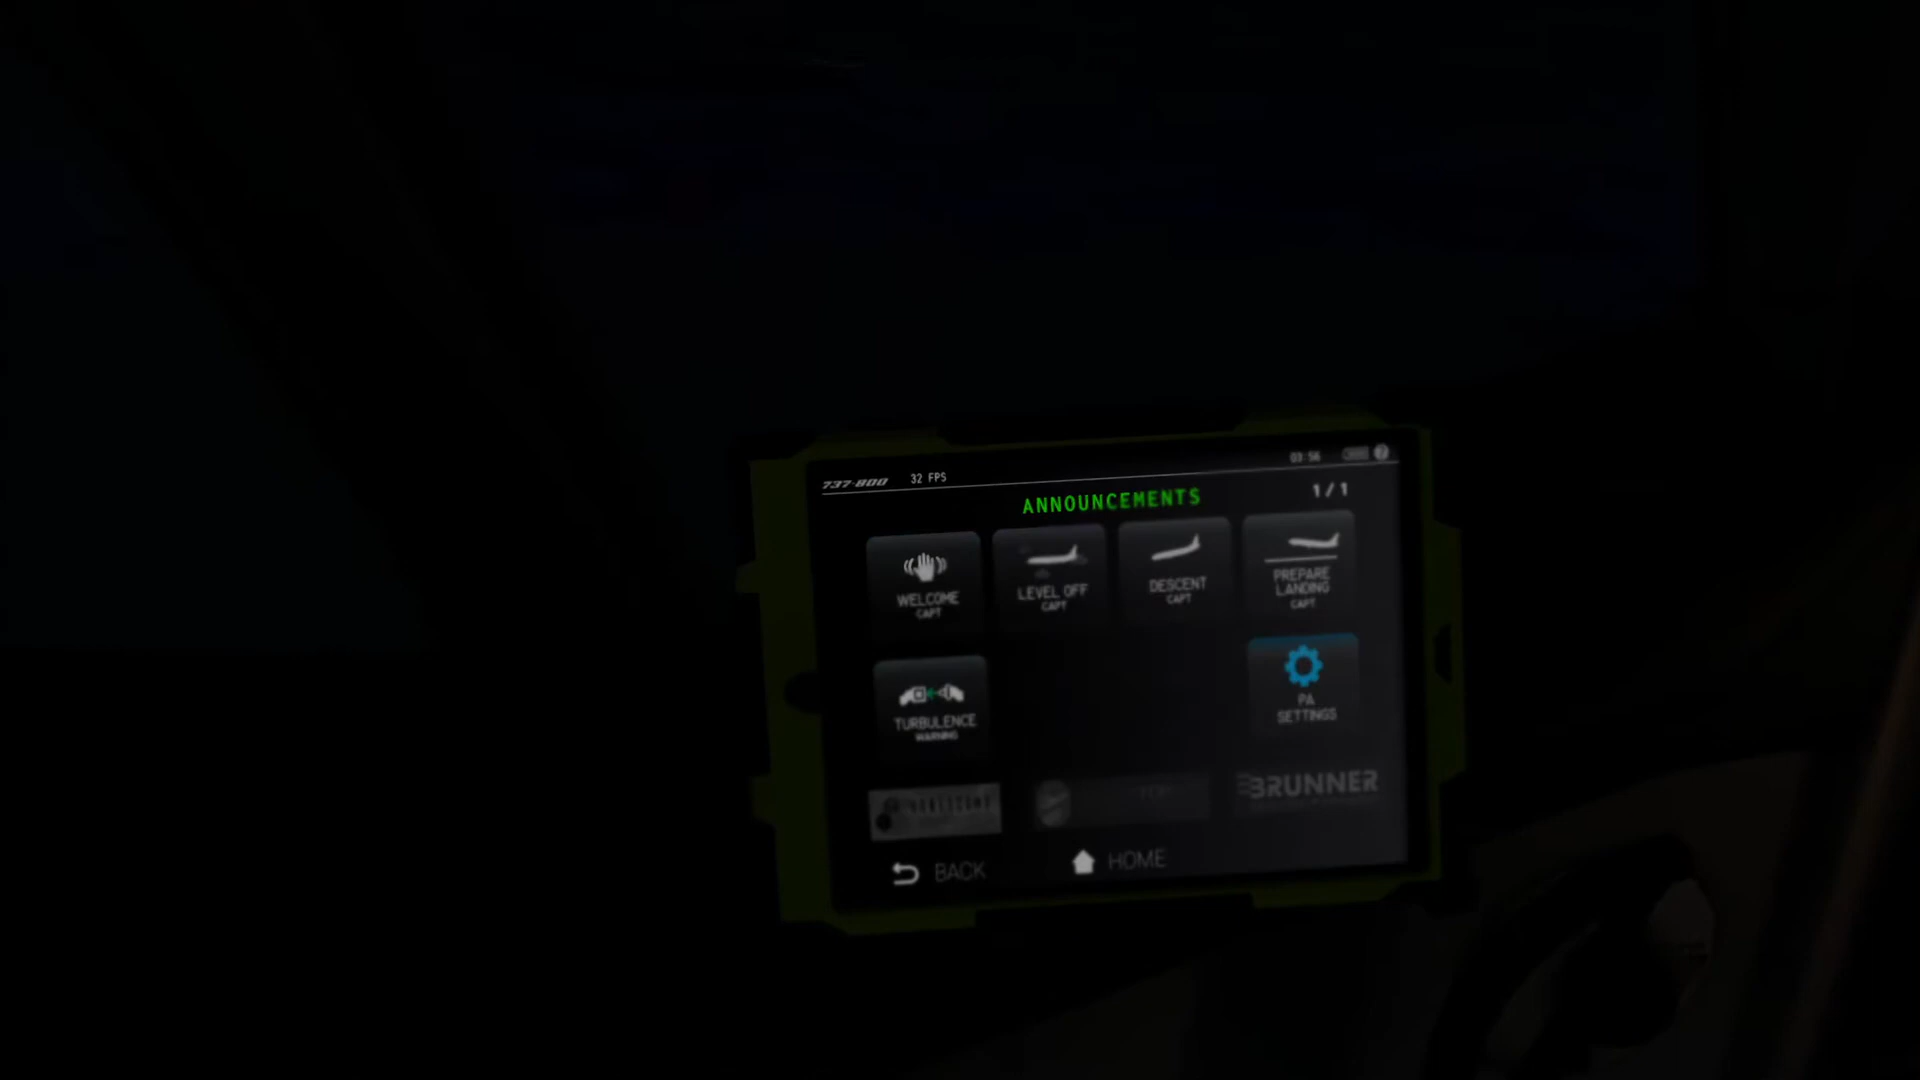 737-800 32 FPS 03:56
ANNOUNCEMENTS 1/1
WELCOME
CAPT
LEVEL OFF
CAPT
DESCENT
CAPT
PREPARE
LANDING
CAPT
TURBULENCE
WARNING
PA
SETTINGS
BRUNNER
BACK HOME